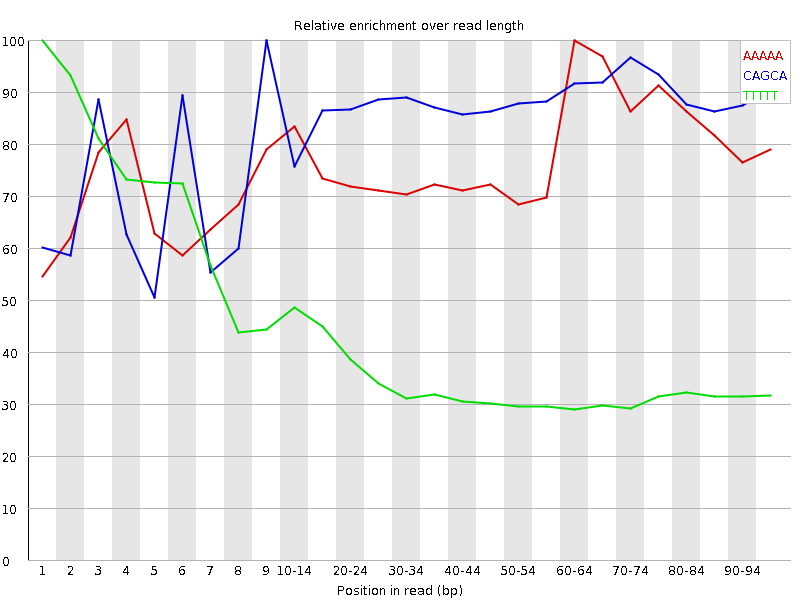 Relative enrichment over read length
100
90
80
70
60
50
40
30
20
10
0
AAAAA
CAGCA
TTTTT
1 2 3 4 5 6 7 8 9 10-14 20-24 30-34 40-44 50-54 60-64 70-74 80-84 90-94
Position in read (bp)